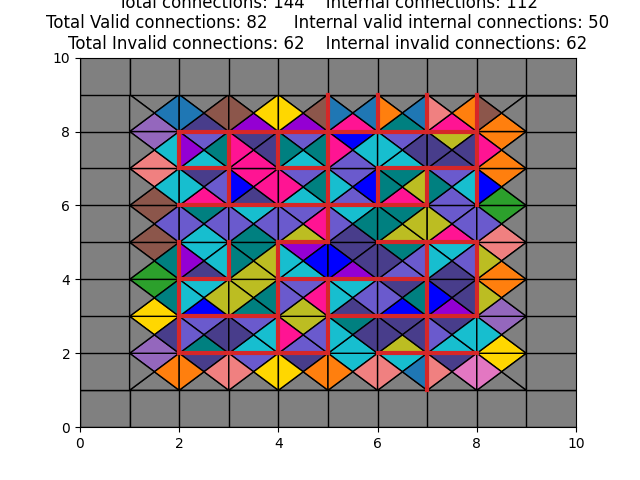 Total connections: 144    Internal connections: 112
Total Valid connections: 82     Internal valid internal connections: 50
Total Invalid connections: 62    Internal invalid connections: 62
10
8
6
4
2
0
0 2 4 6 8 10